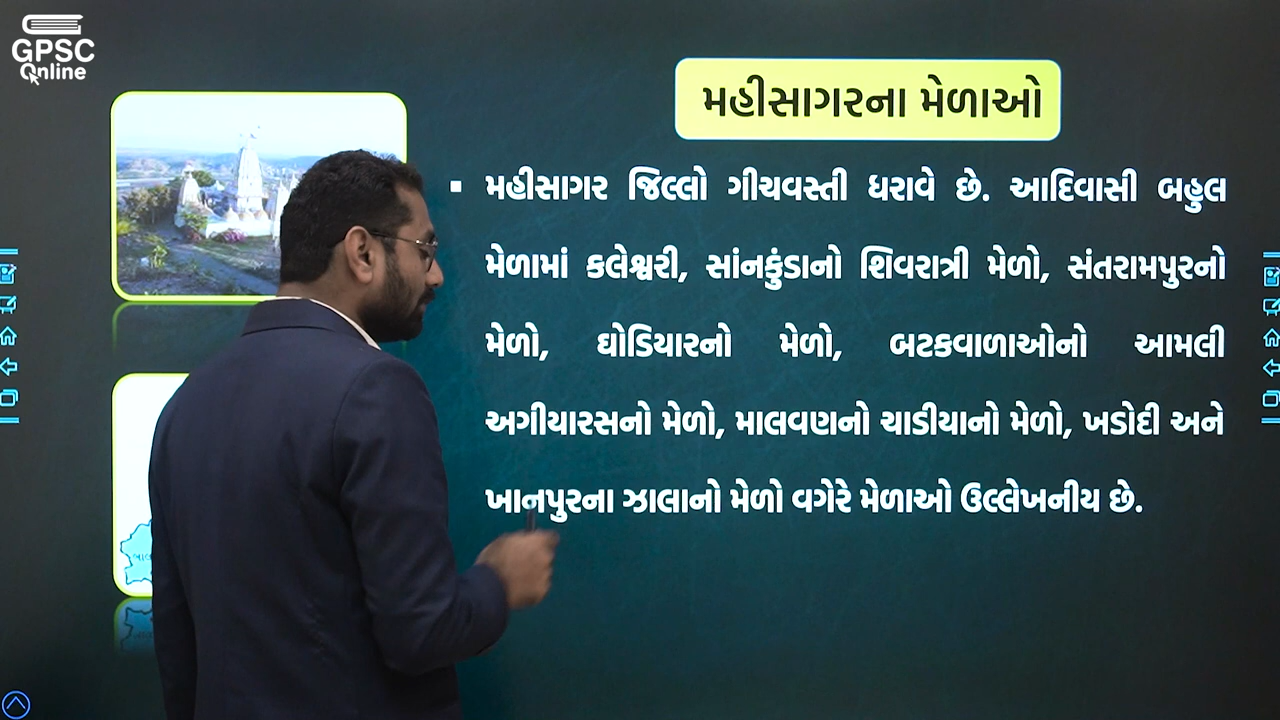 GPSC
Online
મહીસાગરના મેળાઓ
▪ મહીસાગર જિલ્લો ગીચવસ્તી ધરાવે છે. આદિવાસી બહુલ
મેળામાં કલેશ્વરી, સાંનકુંડાનો શિવરાત્રી મેળો, સંતરામપુરનો
મેળો, ઘોડિયારનો મેળો, બટકવાળાઓનો આમલી
અગીયારસનો મેળો, માલવણનો ચાડીયાનો મેળો, ખડોદી અને
ખાનપુરના ઝાલાનો મેળો વગેરે મેળાઓ ઉલ્લેખનીય છે.